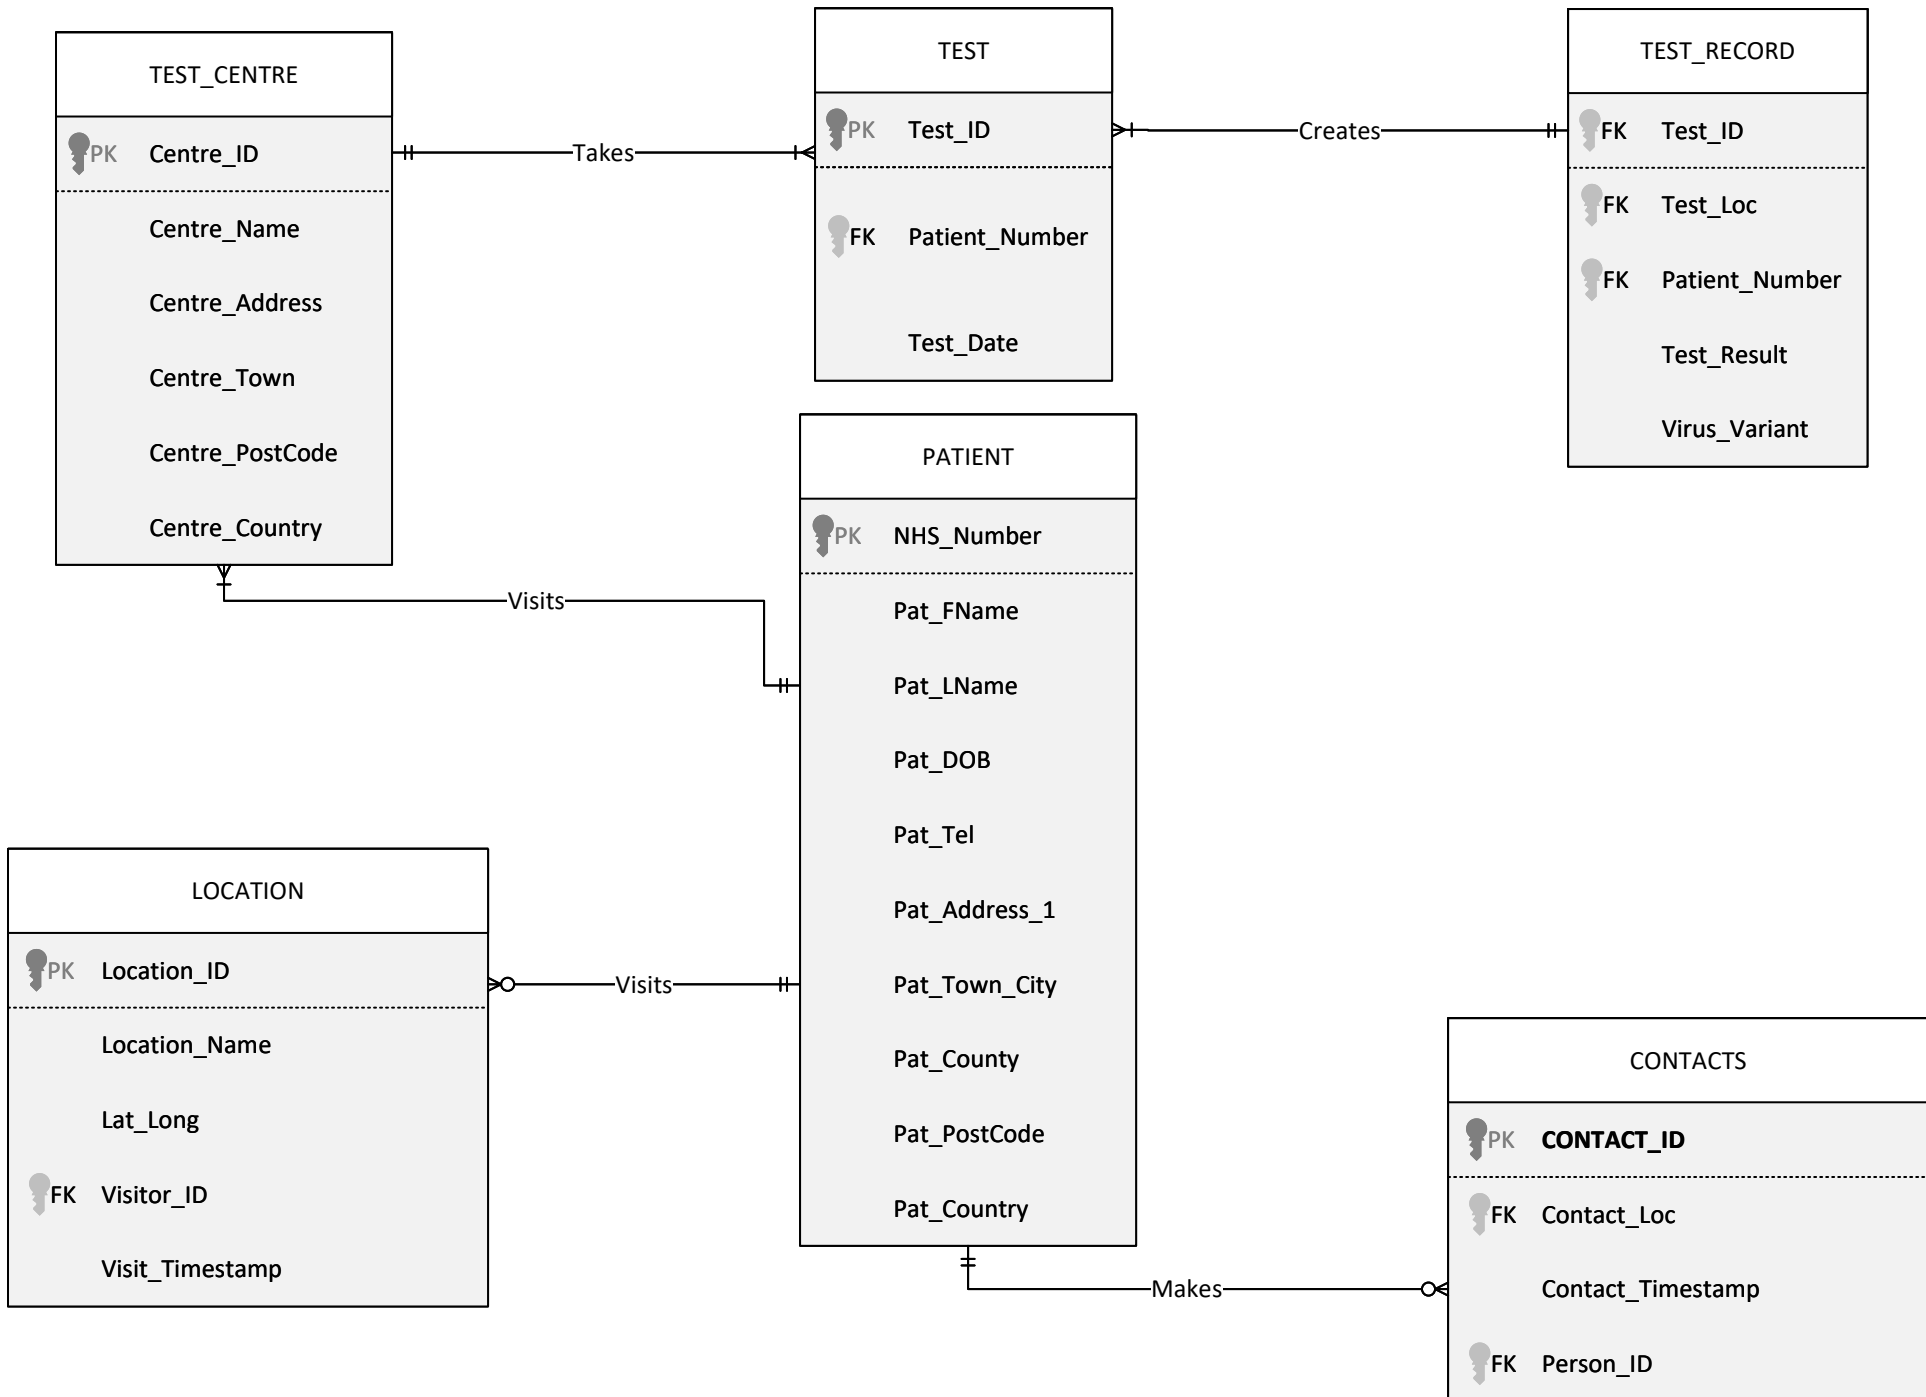 TEST_CENTRE
PK Centre_ID
Centre_Name
Centre_Address
Centre_Town
Centre_PostCode
Centre_Country
Takes
TEST
PK Test_ID
FK Patient_Number
Test_Date
Creates
TEST_RECORD
FK Test_ID
FK Test_Loc
FK Patient_Number
Test_Result
Virus_Variant
Visits
PATIENT
PK NHS_Number
Pat_FName
Pat_LName
Pat_DOB
Pat_Tel
Pat_Address_1
Pat_Town_City
Pat_County
Pat_PostCode
Pat_Country
LOCATION
PK Location_ID
Location_Name
Lat_Long
FK Visitor_ID
Visit_Timestamp
Visits
Makes
CONTACTS
PK CONTACT_ID
FK Contact_Loc
Contact_Timestamp
FK Person_ID